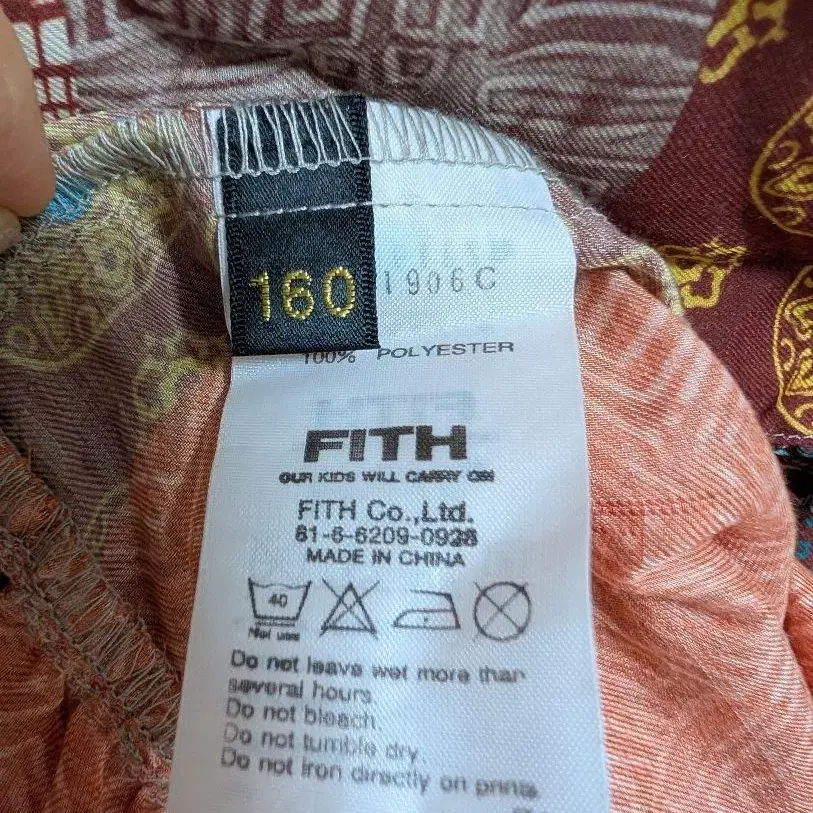 160
1906C
100% POLYESTER
FITH
OUR KIDS WILL CARRY ON
FITH Co.,Ltd.
81-6-6209-0928
MADE IN CHINA
40
Do not leave wet more than
several hours.
Do not bleach.
Do not tumble dry.
Do not iron directly on prints